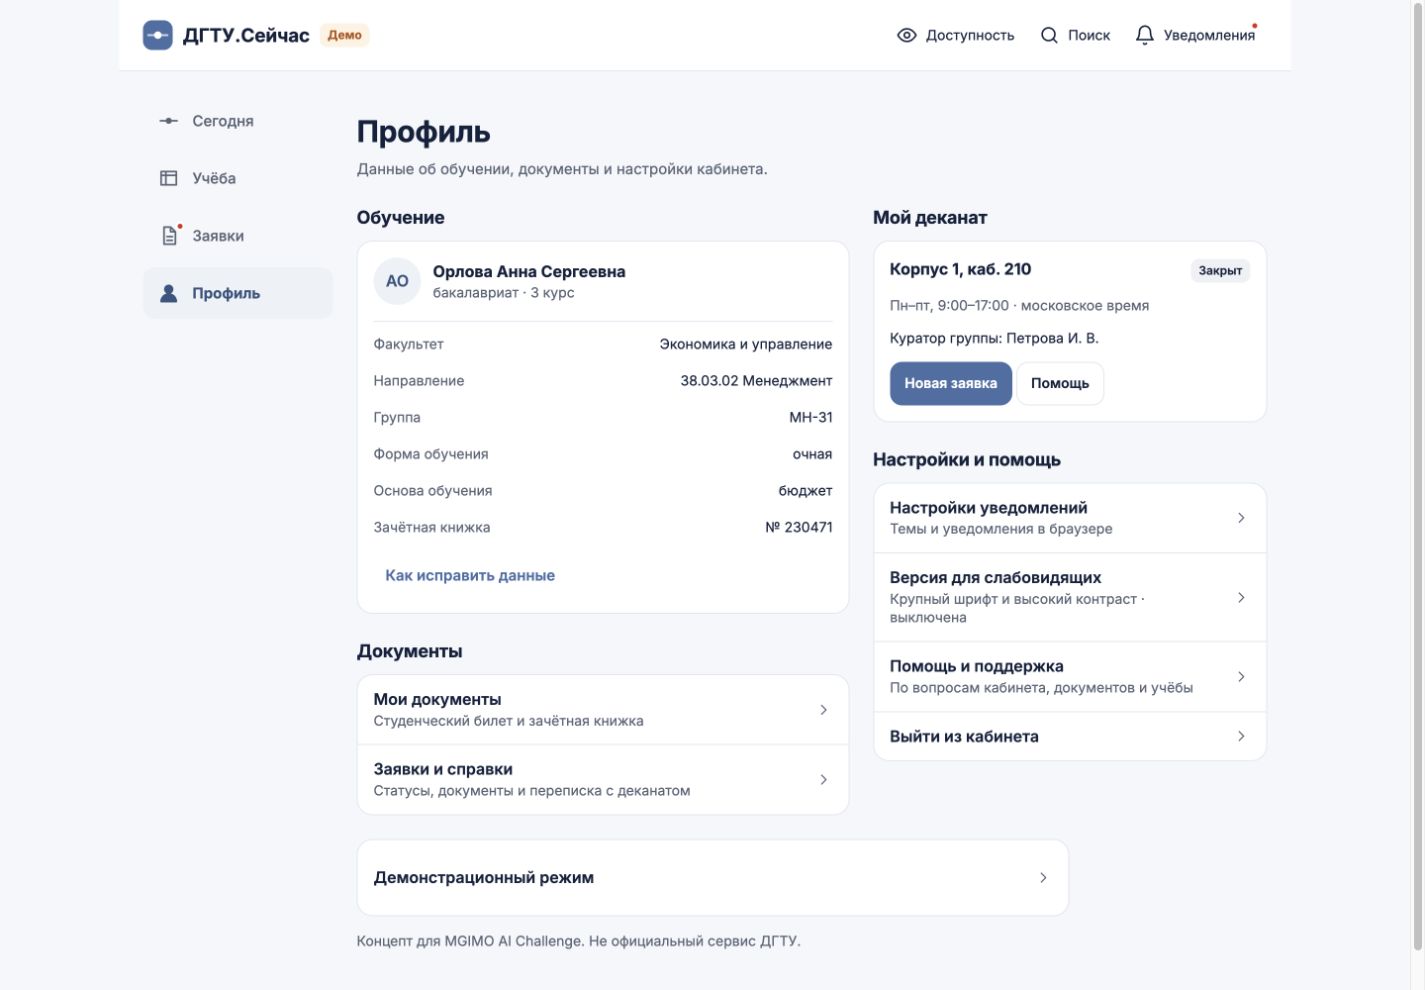 ДГТУ.Сейчас
Демо
Доступность
Поиск
Уведомления
Сегодня
Учёба
Заявки
Профиль
Профиль
Данные об обучении, документы и настройки кабинета.
Обучение
АО
Орлова Анна Сергеевна
бакалавриат · 3 курс
Факультет
Экономика и управление
Направление
38.03.02 Менеджмент
Группа
МН-31
Форма обучения
очная
Основа обучения
бюджет
Зачётная книжка
№ 230471
Как исправить данные
Документы
Мои документы
Студенческий билет и зачётная книжка
Заявки и справки
Статусы, документы и переписка с деканатом
Мой деканат
Корпус 1, каб. 210
Закрыт
Пн–пт, 9:00–17:00 · московское время
Куратор группы: Петрова И. В.
Новая заявка
Помощь
Настройки и помощь
Настройки уведомлений
Темы и уведомления в браузере
Версия для слабовидящих
Крупный шрифт и высокий контраст ·
выключена
Помощь и поддержка
По вопросам кабинета, документов и учёбы
Выйти из кабинета
Демонстрационный режим
Концепт для MGIMO AI Challenge. Не официальный сервис ДГТУ.